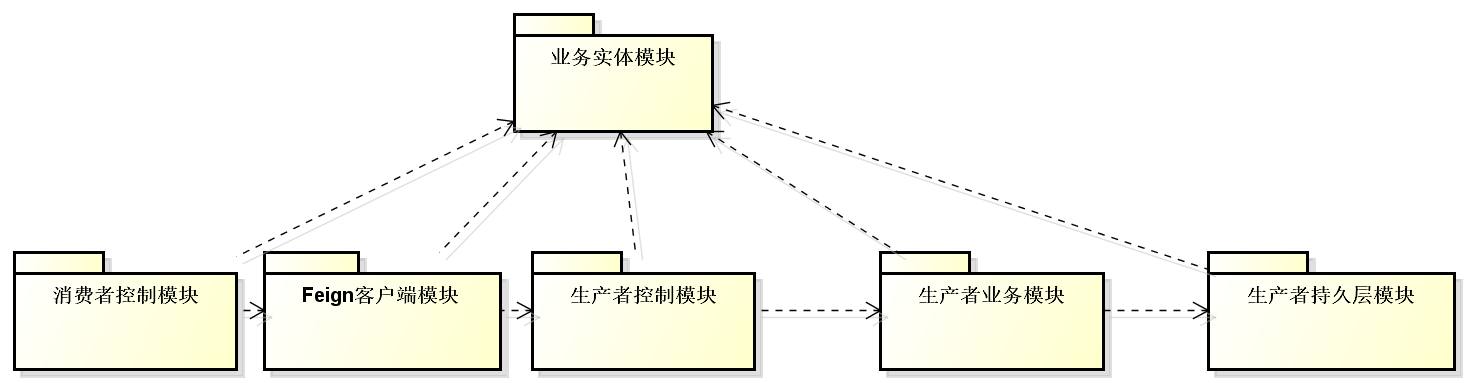 业务实体模块
消费者控制模块
Feign客户端模块
生产者控制模块
生产者业务模块
生产者持久层模块